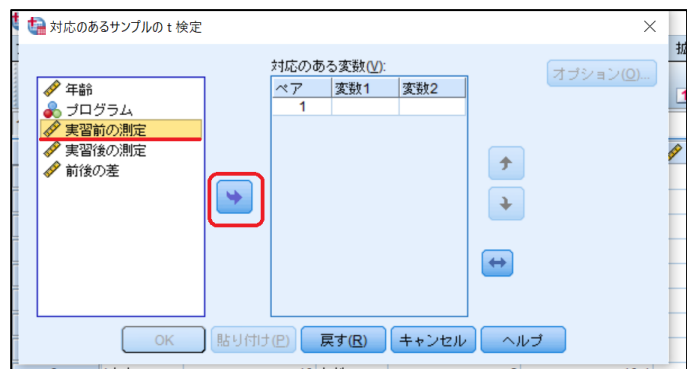 対応のあるサンプルの t 検定
対応のある変数(V):
オプション(O)...
年齢
プログラム
実習前の測定
実習後の測定
前後の差
ペア 変数1 変数2
1
OK 貼り付け(P) 戻す(R) キャンセル ヘルプ